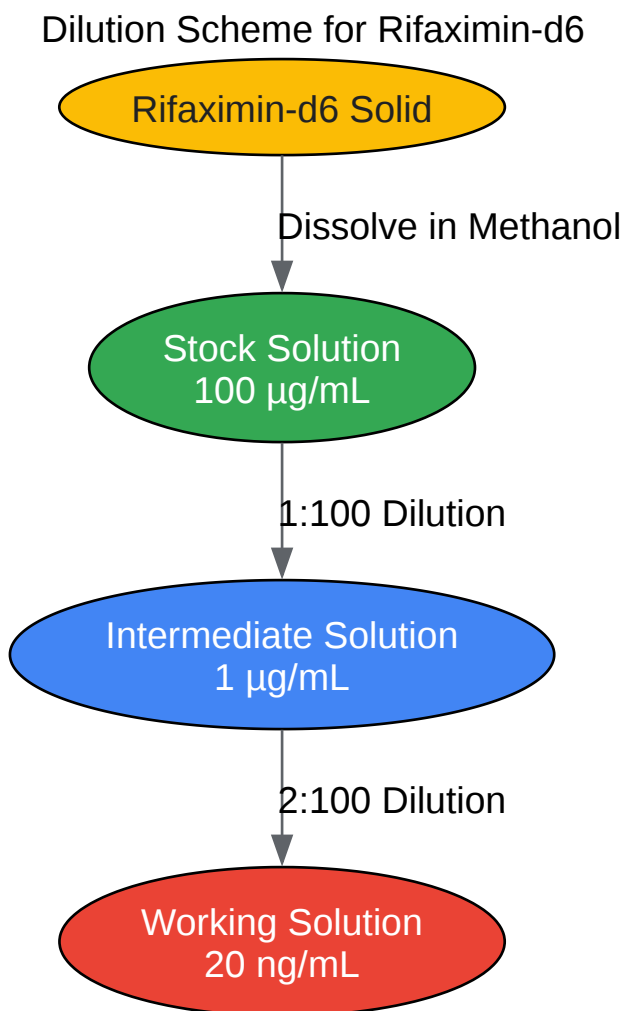 Dilution Scheme for Rifaximin-d6
Rifaximin-d6 Solid
Dissolve in Methanol
Stock Solution
100 µg/mL
1:100 Dilution
Intermediate Solution
1 µg/mL
2:100 Dilution
Working Solution
20 ng/mL